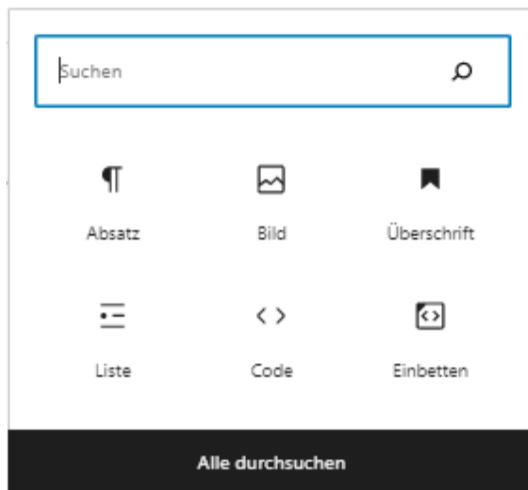 Suchen
Absatz
Bild
Überschrift
Liste
Code
Einbetten
Alle durchsuchen